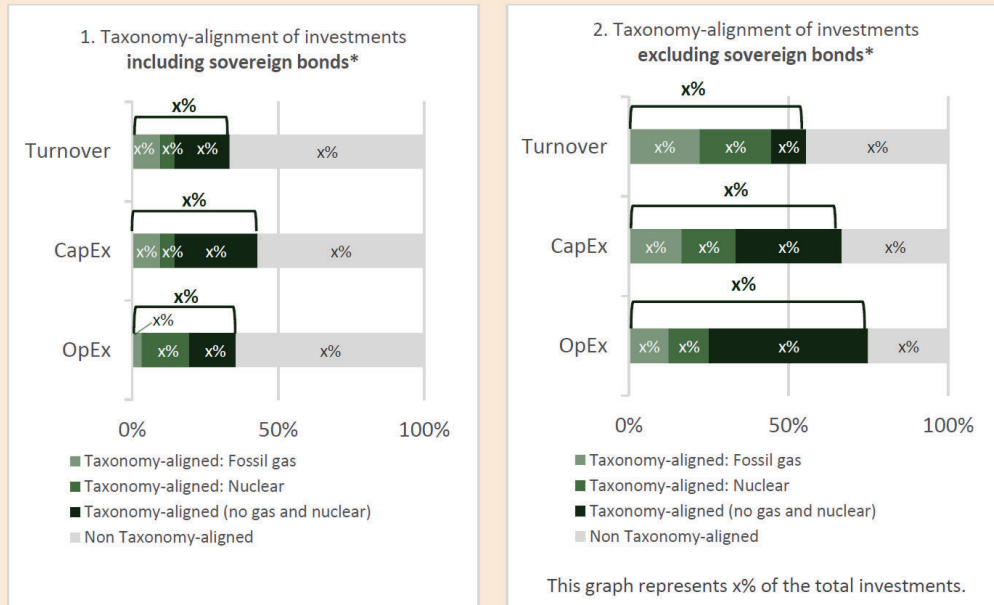 1. Taxonomy-alignment of investments
including sovereign bonds*
x%
Turnover
x% x% x% x%
x%
CapEx
x% x% x% x%
x%
x%
OpEx
x% x% x%
0% 50% 100%
Taxonomy-aligned: Fossil gas
Taxonomy-aligned: Nuclear
Taxonomy-aligned (no gas and nuclear)
Non Taxonomy-aligned
2. Taxonomy-alignment of investments
excluding sovereign bonds*
x%
Turnover
x% x% x% x%
x%
CapEx
x% x% x% x%
x%
OpEx
x% x% x% x%
0% 50% 100%
Taxonomy-aligned: Fossil gas
Taxonomy-aligned: Nuclear
Taxonomy-aligned (no gas and nuclear)
Non Taxonomy-aligned
This graph represents x% of the total investments.